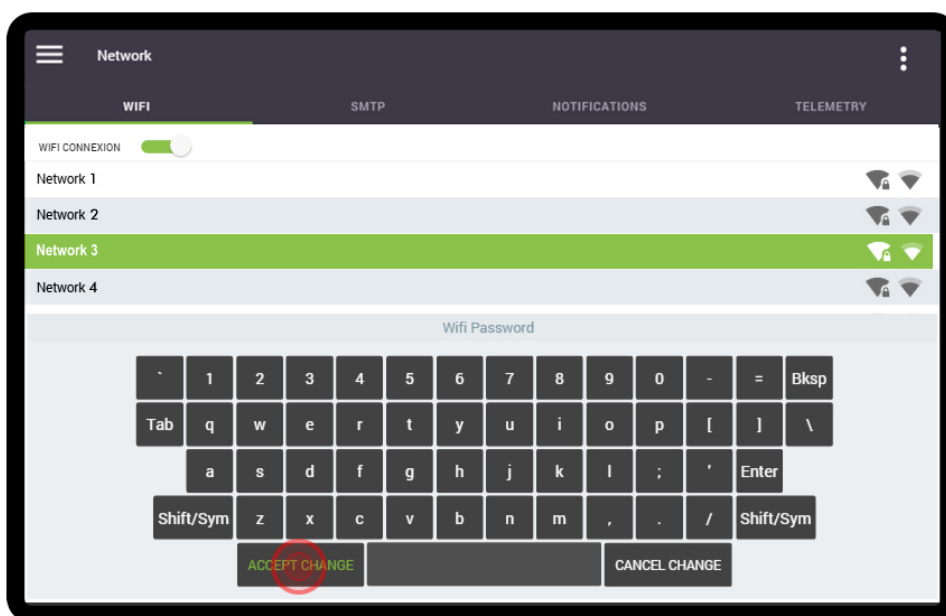 Network
WIFI SMTP NOTIFICATIONS TELEMETRY
WIFI CONNEXION
Network 1
Network 2
Network 3
Network 4
Wifi Password
` 1 2 3 4 5 6 7 8 9 0 - = Bksp
Tab q w e r t y u i o p [ ] \
a s d f g h j k l ; ' Enter
Shift/Sym z x c v b n m , . / Shift/Sym
ACCEPT CHANGE CANCEL CHANGE